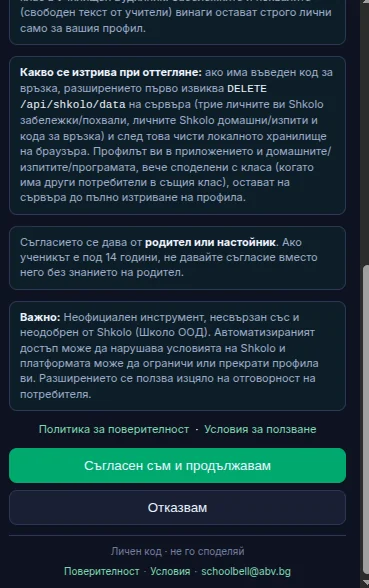 (свободен текст от учители) винаги остават строго лични
само за вашия профил.
Какво се изтрива при оттегляне: ако има въведен код за
връзка, разширението първо извиква DELETE
/api/shkolo/data на сървъра (трие личните ви Shkolo
забележки/похвали, личните Shkolo домашни/изпити и
кода за връзка) и след това чисти локалното хранилище
на браузъра. Профилът ви в приложението и домашните/
изпитите/програмата, вече споделени с класа (когато
има други потребители в същия клас), остават на
сървъра до пълно изтриване на профила.
Съгласието се дава от родител или настойник. Ако
ученикът е под 14 години, не давайте съгласие вместо
него без знанието на родител.
Важно: Неофициален инструмент, несвързан със и
неодобрен от Shkolo (Школо ООД). Автоматизираният
достъп може да нарушава условията на Shkolo и
платформата може да ограничи или прекрати профила
ви. Разширението се ползва изцяло на отговорност на
потребителя.
Политика за поверителност · Условия за ползване
Съгласен съм и продължавам
Отказвам
Личен код · не го споделяй
Поверителност · Условия · schoolbell@abv.bg